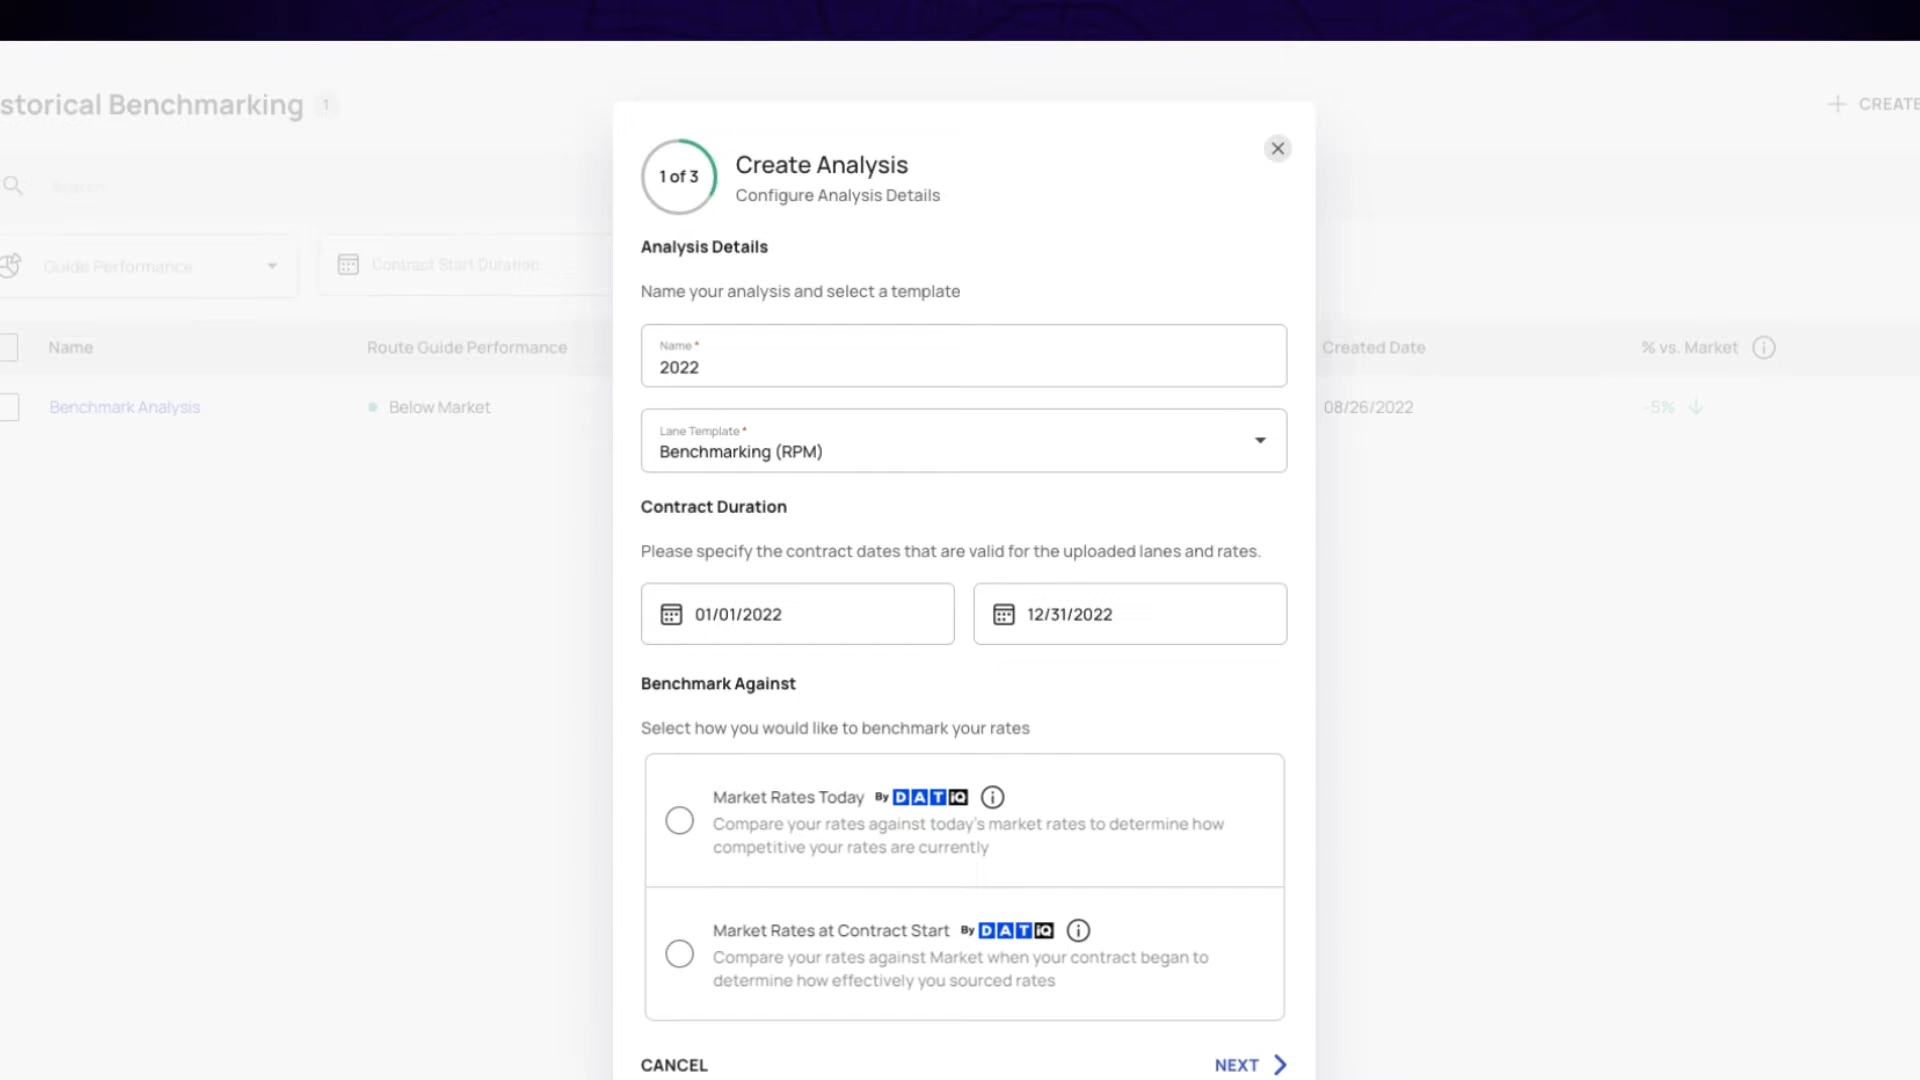 storical Benchmarking 1
CREATE
Search
Guide Performance
Contract Start Duration
Name
Route Guide Performance
Created Date
% vs. Market
Benchmark Analysis
Below Market
08/26/2022
-5%
1 of 3
Create Analysis
Configure Analysis Details
Analysis Details
Name your analysis and select a template
Name *
2022
Lane Template *
Benchmarking (RPM)
Contract Duration
Please specify the contract dates that are valid for the uploaded lanes and rates.
01/01/2022
12/31/2022
Benchmark Against
Select how you would like to benchmark your rates
Market Rates Today By DAT iQ
Compare your rates against today's market rates to determine how
competitive your rates are currently
Market Rates at Contract Start By DAT iQ
Compare your rates against Market when your contract began to
determine how effectively you sourced rates
CANCEL
NEXT